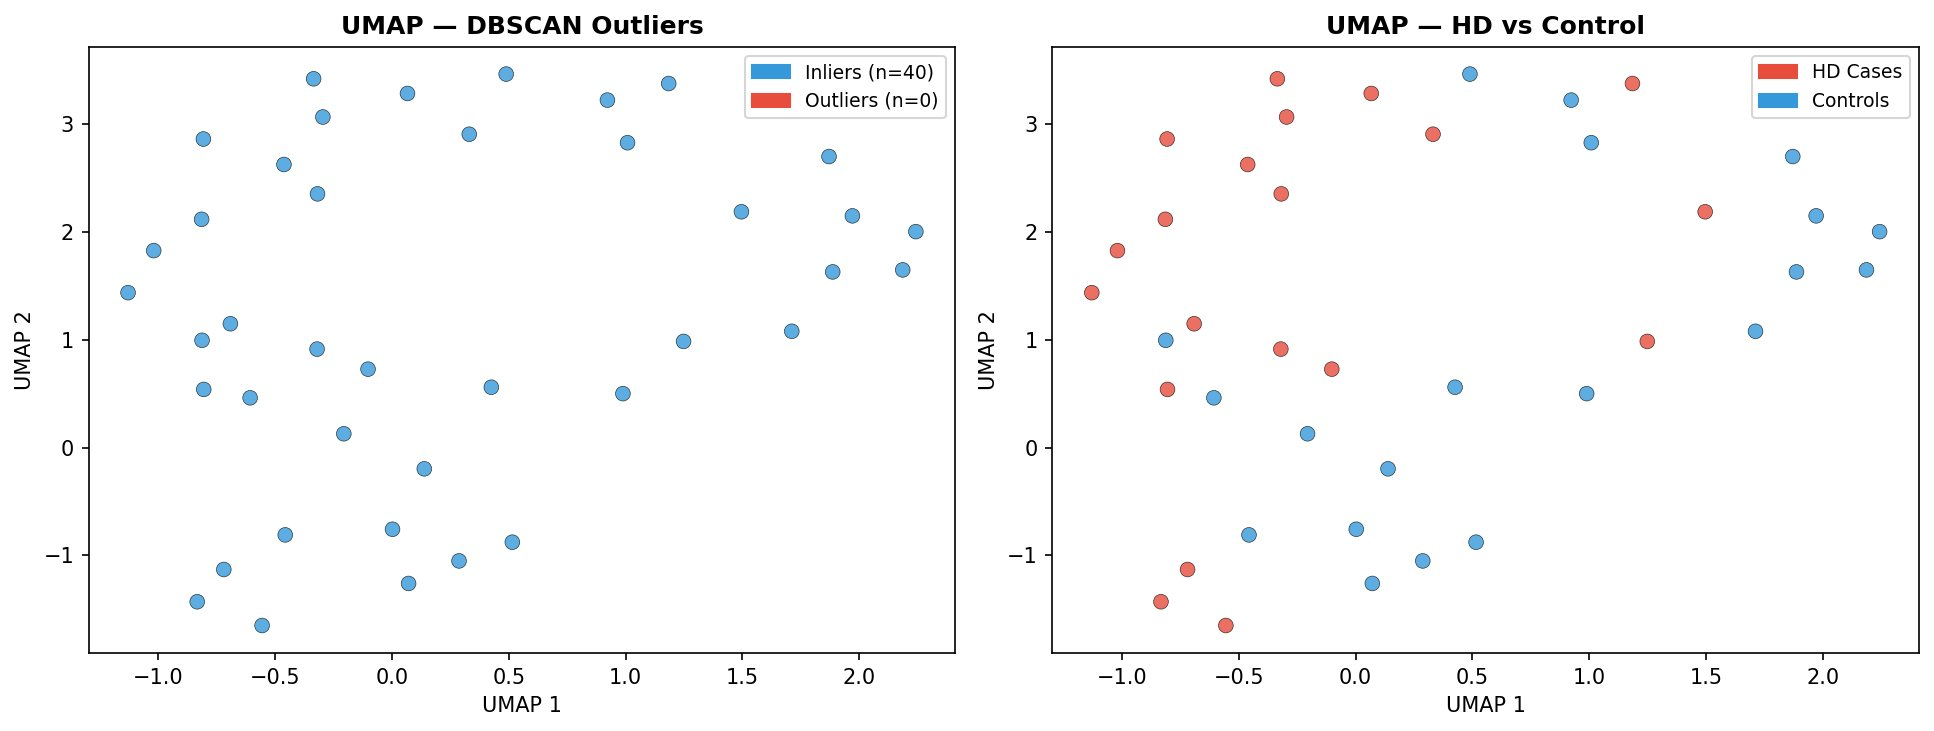 UMAP — DBSCAN Outliers
Inliers (n=40)
Outliers (n=0)
3
2
1
0
−1
UMAP 2
−1.0 −0.5 0.0 0.5 1.0 1.5 2.0
UMAP 1
UMAP — HD vs Control
HD Cases
Controls
3
2
1
0
−1
UMAP 2
−1.0 −0.5 0.0 0.5 1.0 1.5 2.0
UMAP 1